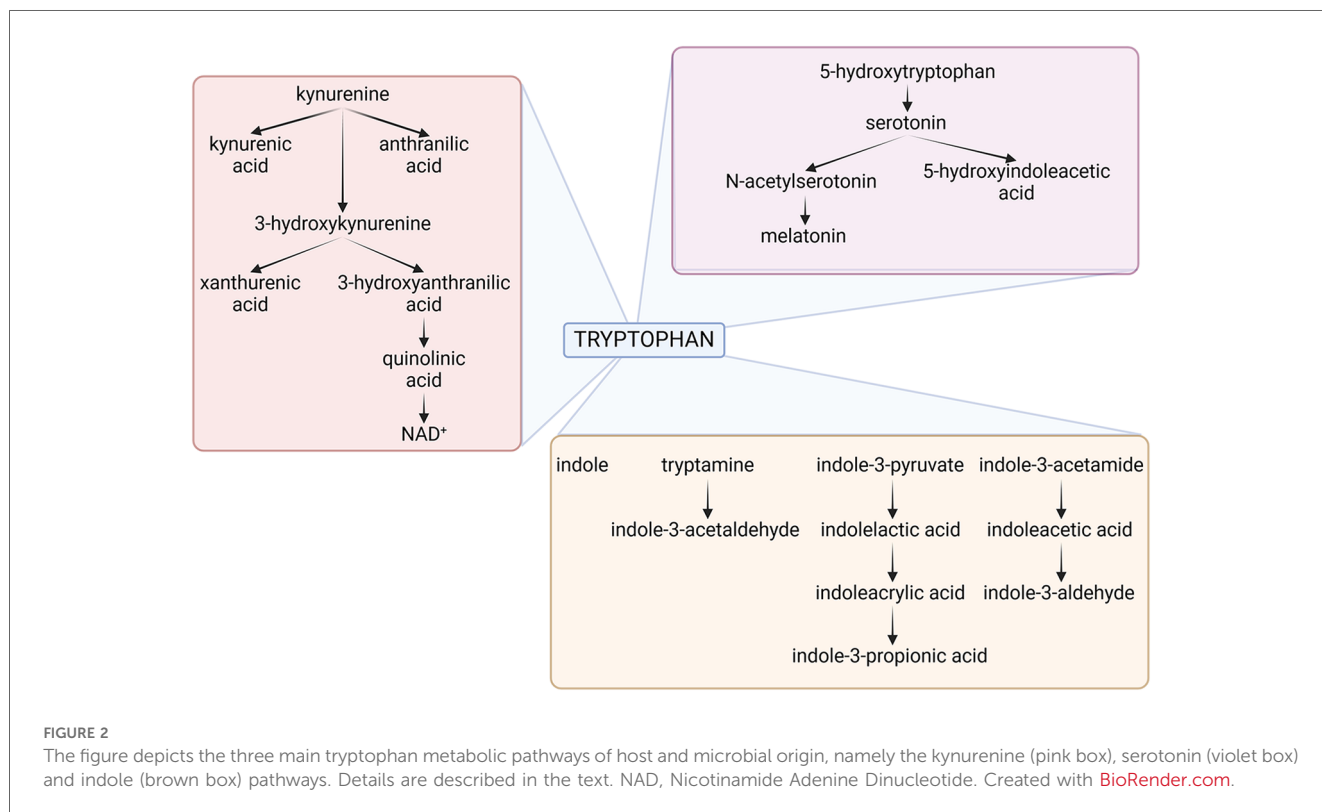 kynurenine
kynurenic
acid
anthranilic
acid
3-hydroxykynurenine
xanthurenic
acid
3-hydroxyanthranilic
acid
quinolinic
acid
NAD⁺
5-hydroxytryptophan
serotonin
N-acetylserotonin
5-hydroxyindoleacetic
acid
melatonin
TRYPTOPHAN
indole
tryptamine
indole-3-pyruvate
indole-3-acetamide
indole-3-acetaldehyde
indolelactic acid
indoleacetic acid
indoleacrylic acid
indole-3-aldehyde
indole-3-propionic acid
FIGURE 2
The figure depicts the three main tryptophan metabolic pathways of host and microbial origin, namely the kynurenine (pink box), serotonin (violet box)
and indole (brown box) pathways. Details are described in the text. NAD, Nicotinamide Adenine Dinucleotide. Created with BioRender.com.